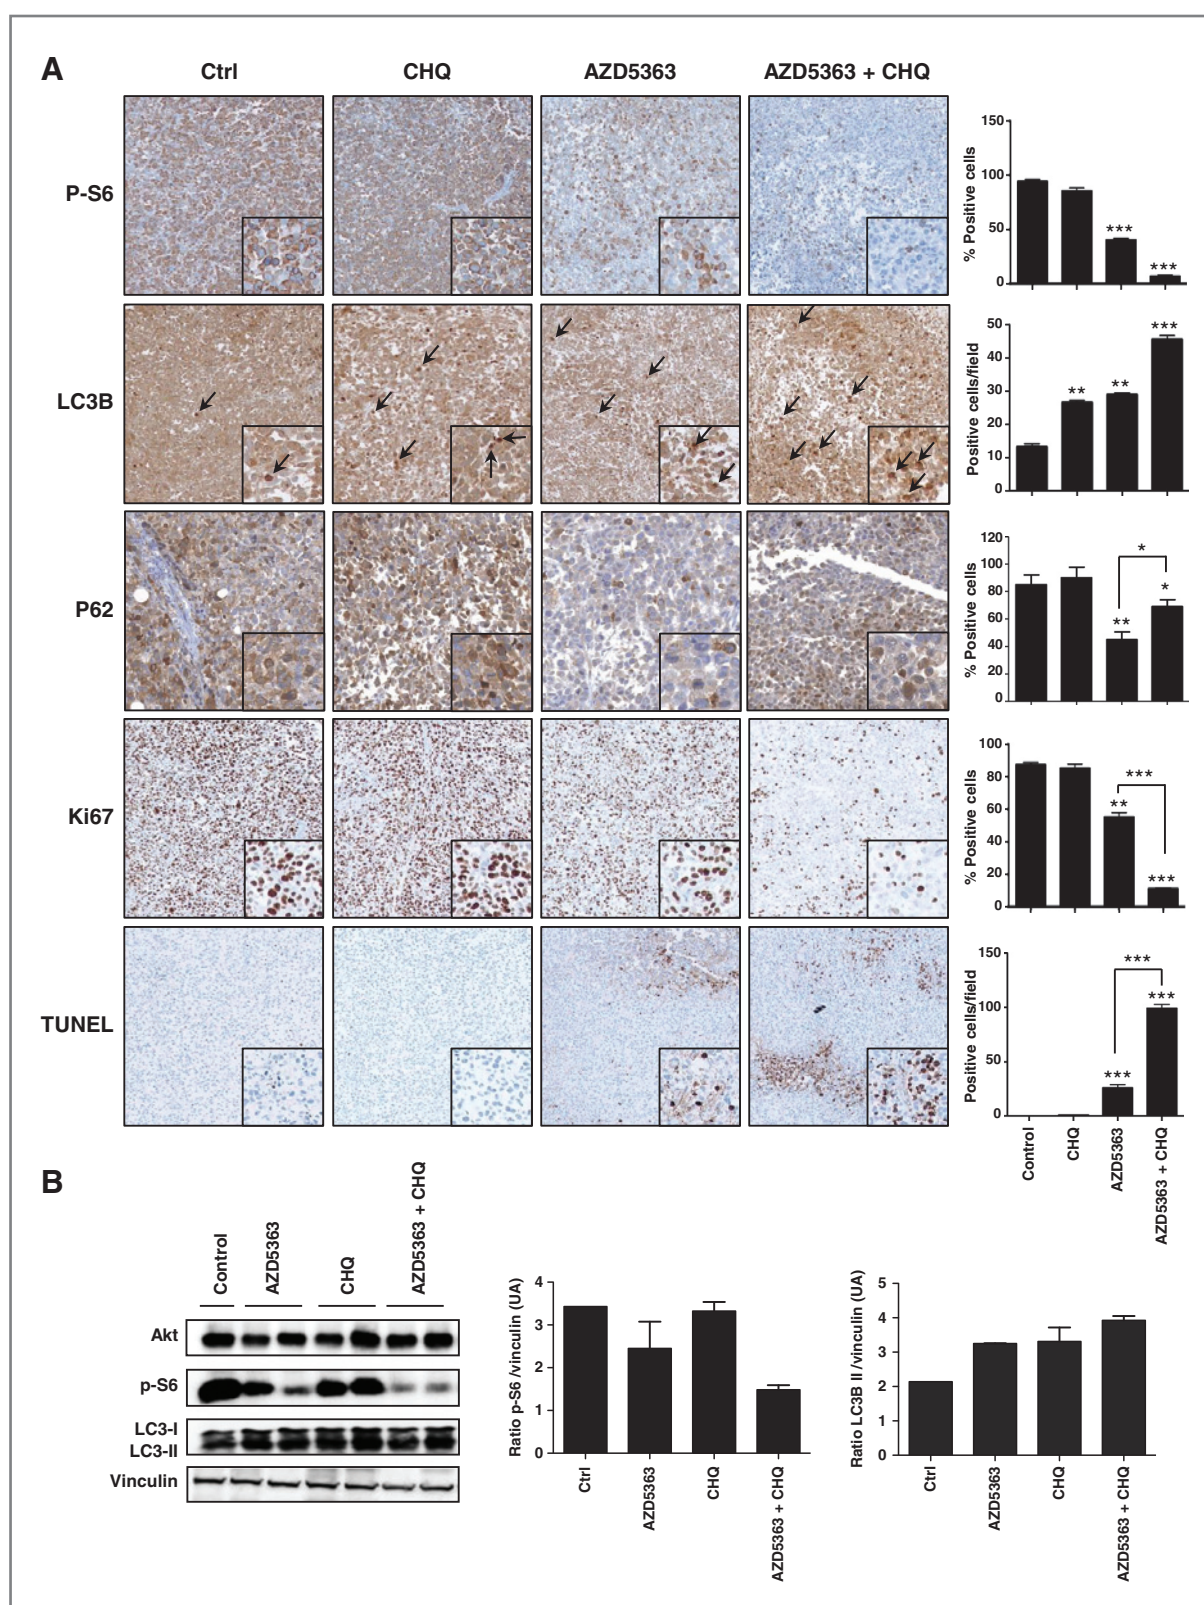 A
Ctrl
CHQ
AZD5363
AZD5363 + CHQ
P-S6
150
100
50
0
% Positive cells
***
***
LC3B
50
40
30
20
10
0
Positive cells/field
**
**
***
P62
120
100
80
60
40
20
0
% Positive cells
*
**
*
Ki67
100
80
60
40
20
0
% Positive cells
***
**
***
TUNEL
150
100
50
0
Positive cells/field
***
***
***
Control
CHQ
AZD5363
AZD5363 + CHQ
B
Control
AZD5363
CHQ
AZD5363 + CHQ
Akt
p-S6
LC3-I
LC3-II
Vinculin
Ratio p-S6 /vinculin (UA)
4
3
2
1
0
Ctrl
AZD5363
CHQ
AZD5363 + CHQ
Ratio LC3B II /vinculin (UA)
5
4
3
2
1
0
Ctrl
AZD5363
CHQ
AZD5363 + CHQ